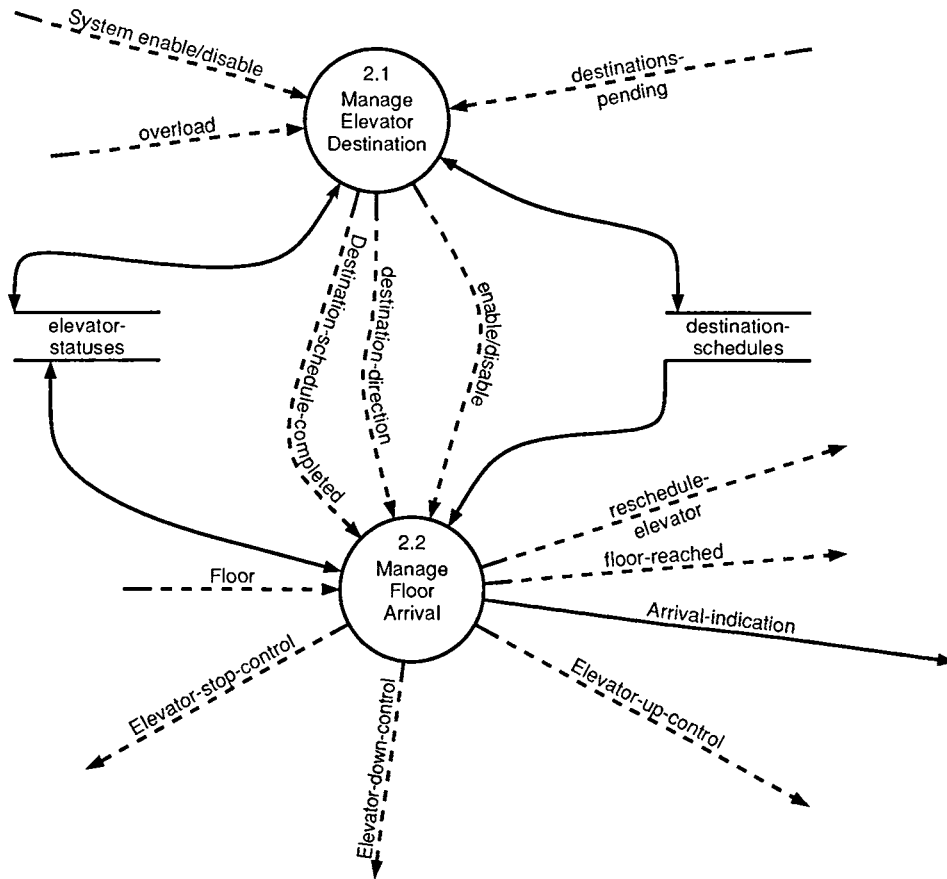 System enable/disable
overload
2.1
Manage
Elevator
Destination
destinations-
pending
elevator-
statuses
Destination-schedule-completed
destination-direction
enable/disable
destination-
schedules
2.2
Manage
Floor
Arrival
Floor
reschedule-
elevator
floor-reached
Arrival-indication
Elevator-stop-control
Elevator-down-control
Elevator-up-control